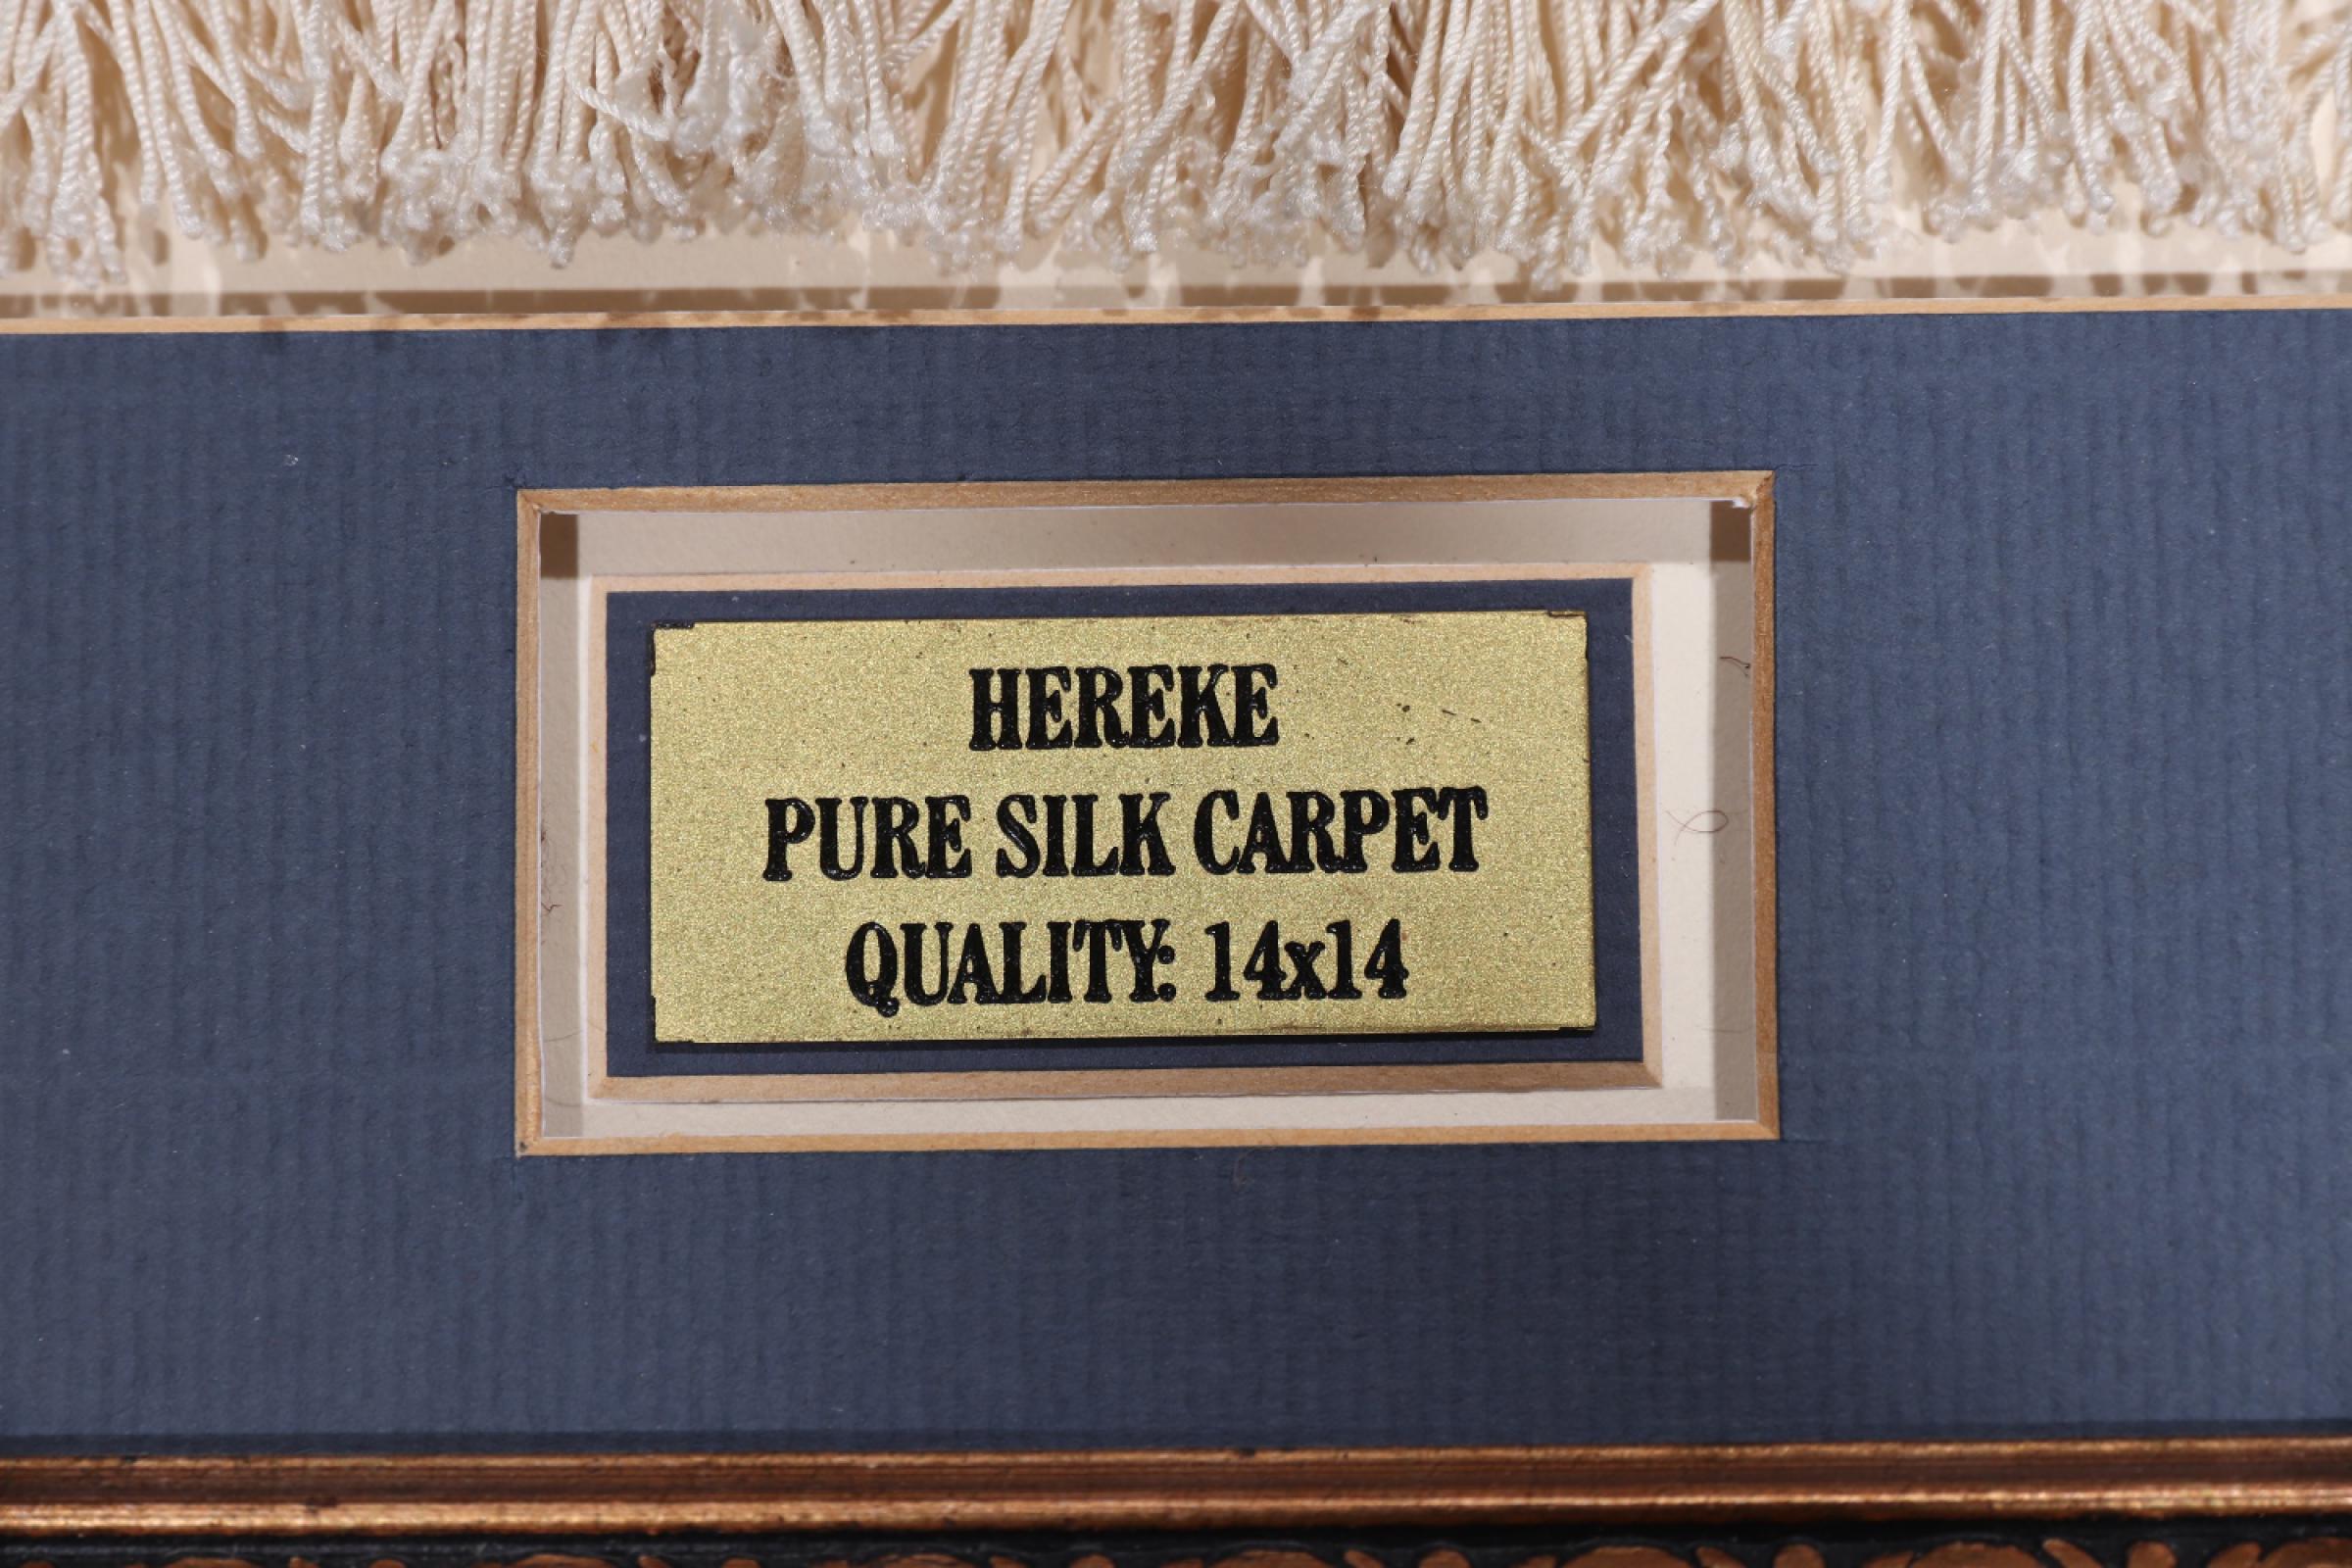 HEREKE
PURE SILK CARPET
QUALITY: 14x14